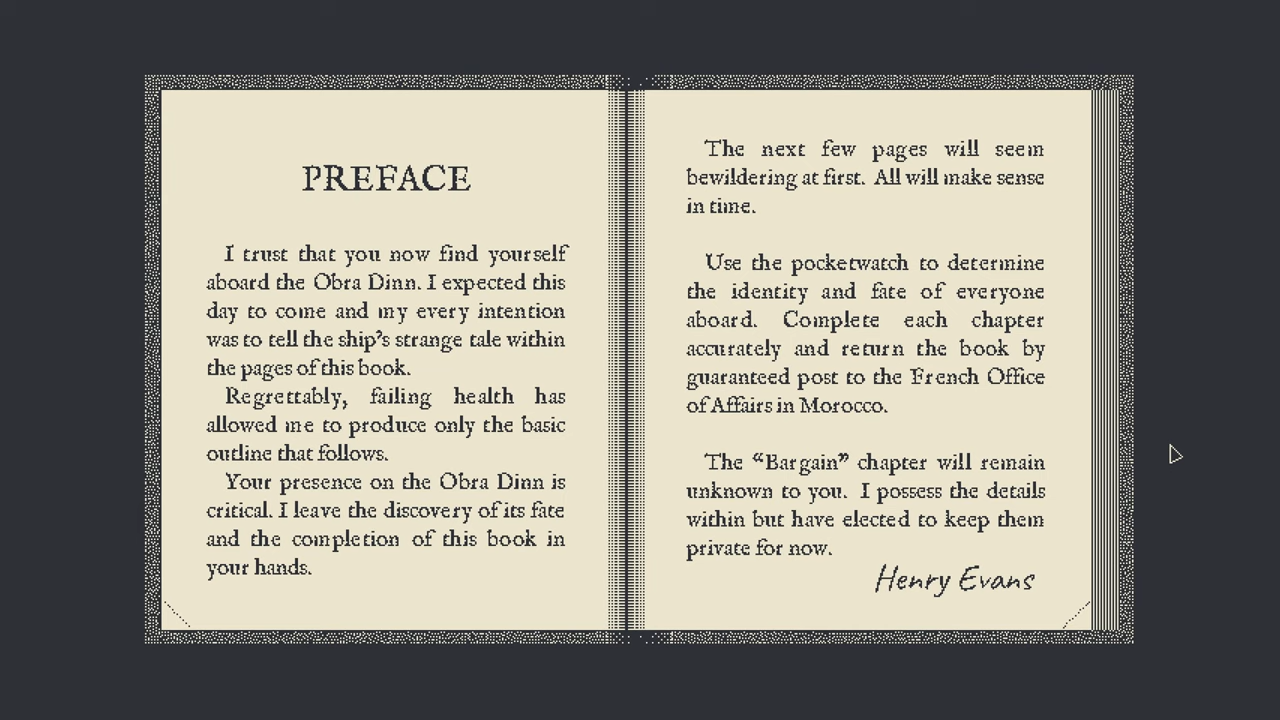 PREFACE
I trust that you now find yourself
aboard the Obra Dinn. I expected this
day to come and my every intention
was to tell the ship's strange tale within
the pages of this book.
Regrettably, failing health has
allowed me to produce only the basic
outline that follows.
Your presence on the Obra Dinn is
critical. I leave the discovery of its fate
and the completion of this book in
your hands.
The next few pages will seem
bewildering at first. All will make sense
in time.
Use the pocketwatch to determine
the identity and fate of everyone
aboard. Complete each chapter
accurately and return the book by
guaranteed post to the French Office
of Affairs in Morocco.
The “Bargain” chapter will remain
unknown to you. I possess the details
within but have elected to keep them
private for now.
Henry Evans